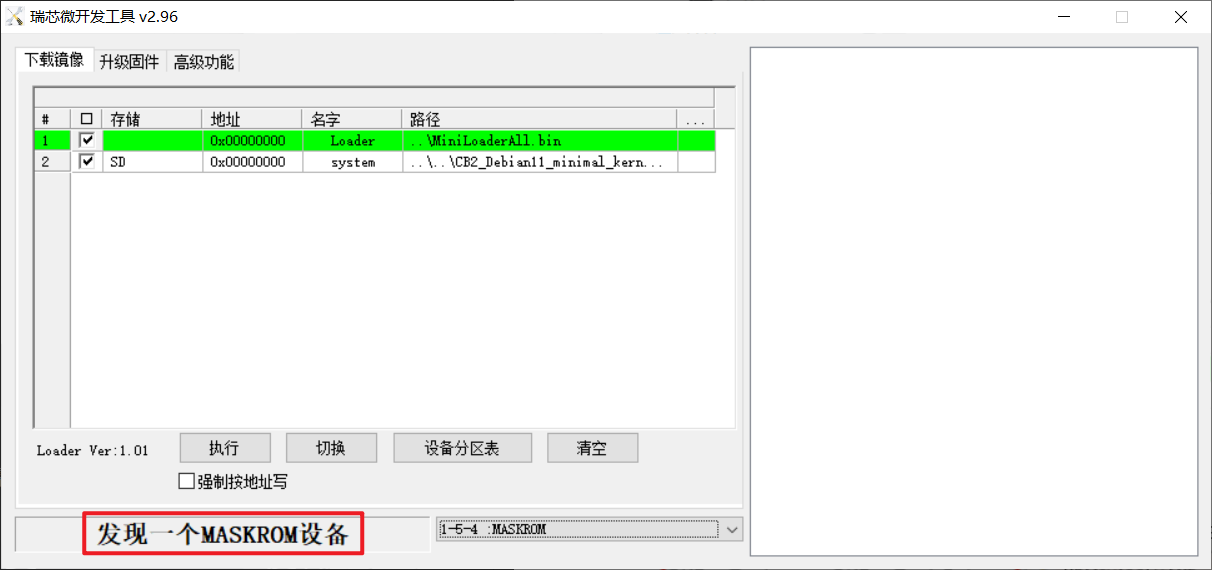 瑞芯微开发工具 v2.96
下载镜像 升级固件 高级功能
# 存储 地址 名字 路径 ...
1 0x00000000 Loader ..\MiniLoaderAll.bin
2 SD 0x00000000 system ..\..\CB2_Debian11_minimal_kern...
Loader Ver:1.01 执行 切换 设备分区表 清空
强制按地址写
发现一个MASKROM设备 1-5-4 :MASKROM